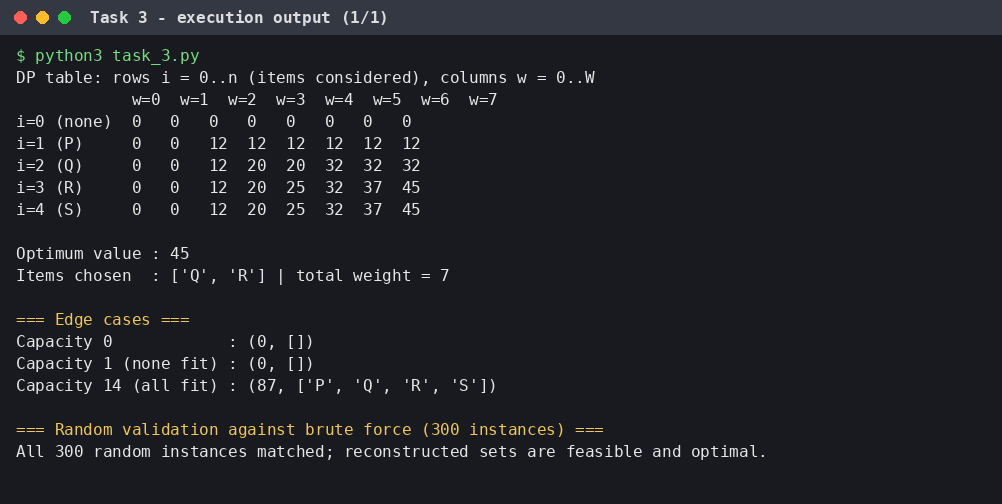 Task 3 - execution output (1/1)
$ python3 task_3.py
DP table: rows i = 0..n (items considered), columns w = 0..W
            w=0  w=1  w=2  w=3  w=4  w=5  w=6  w=7
i=0 (none)  0   0   0   0   0   0   0   0
i=1 (P)     0   0   12  12  12  12  12  12
i=2 (Q)     0   0   12  20  20  32  32  32
i=3 (R)     0   0   12  20  25  32  37  45
i=4 (S)     0   0   12  20  25  32  37  45
Optimum value : 45
Items chosen  : ['Q', 'R'] | total weight = 7
=== Edge cases ===
Capacity 0            : (0, [])
Capacity 1 (none fit) : (0, [])
Capacity 14 (all fit) : (87, ['P', 'Q', 'R', 'S'])
=== Random validation against brute force (300 instances) ===
All 300 random instances matched; reconstructed sets are feasible and optimal.